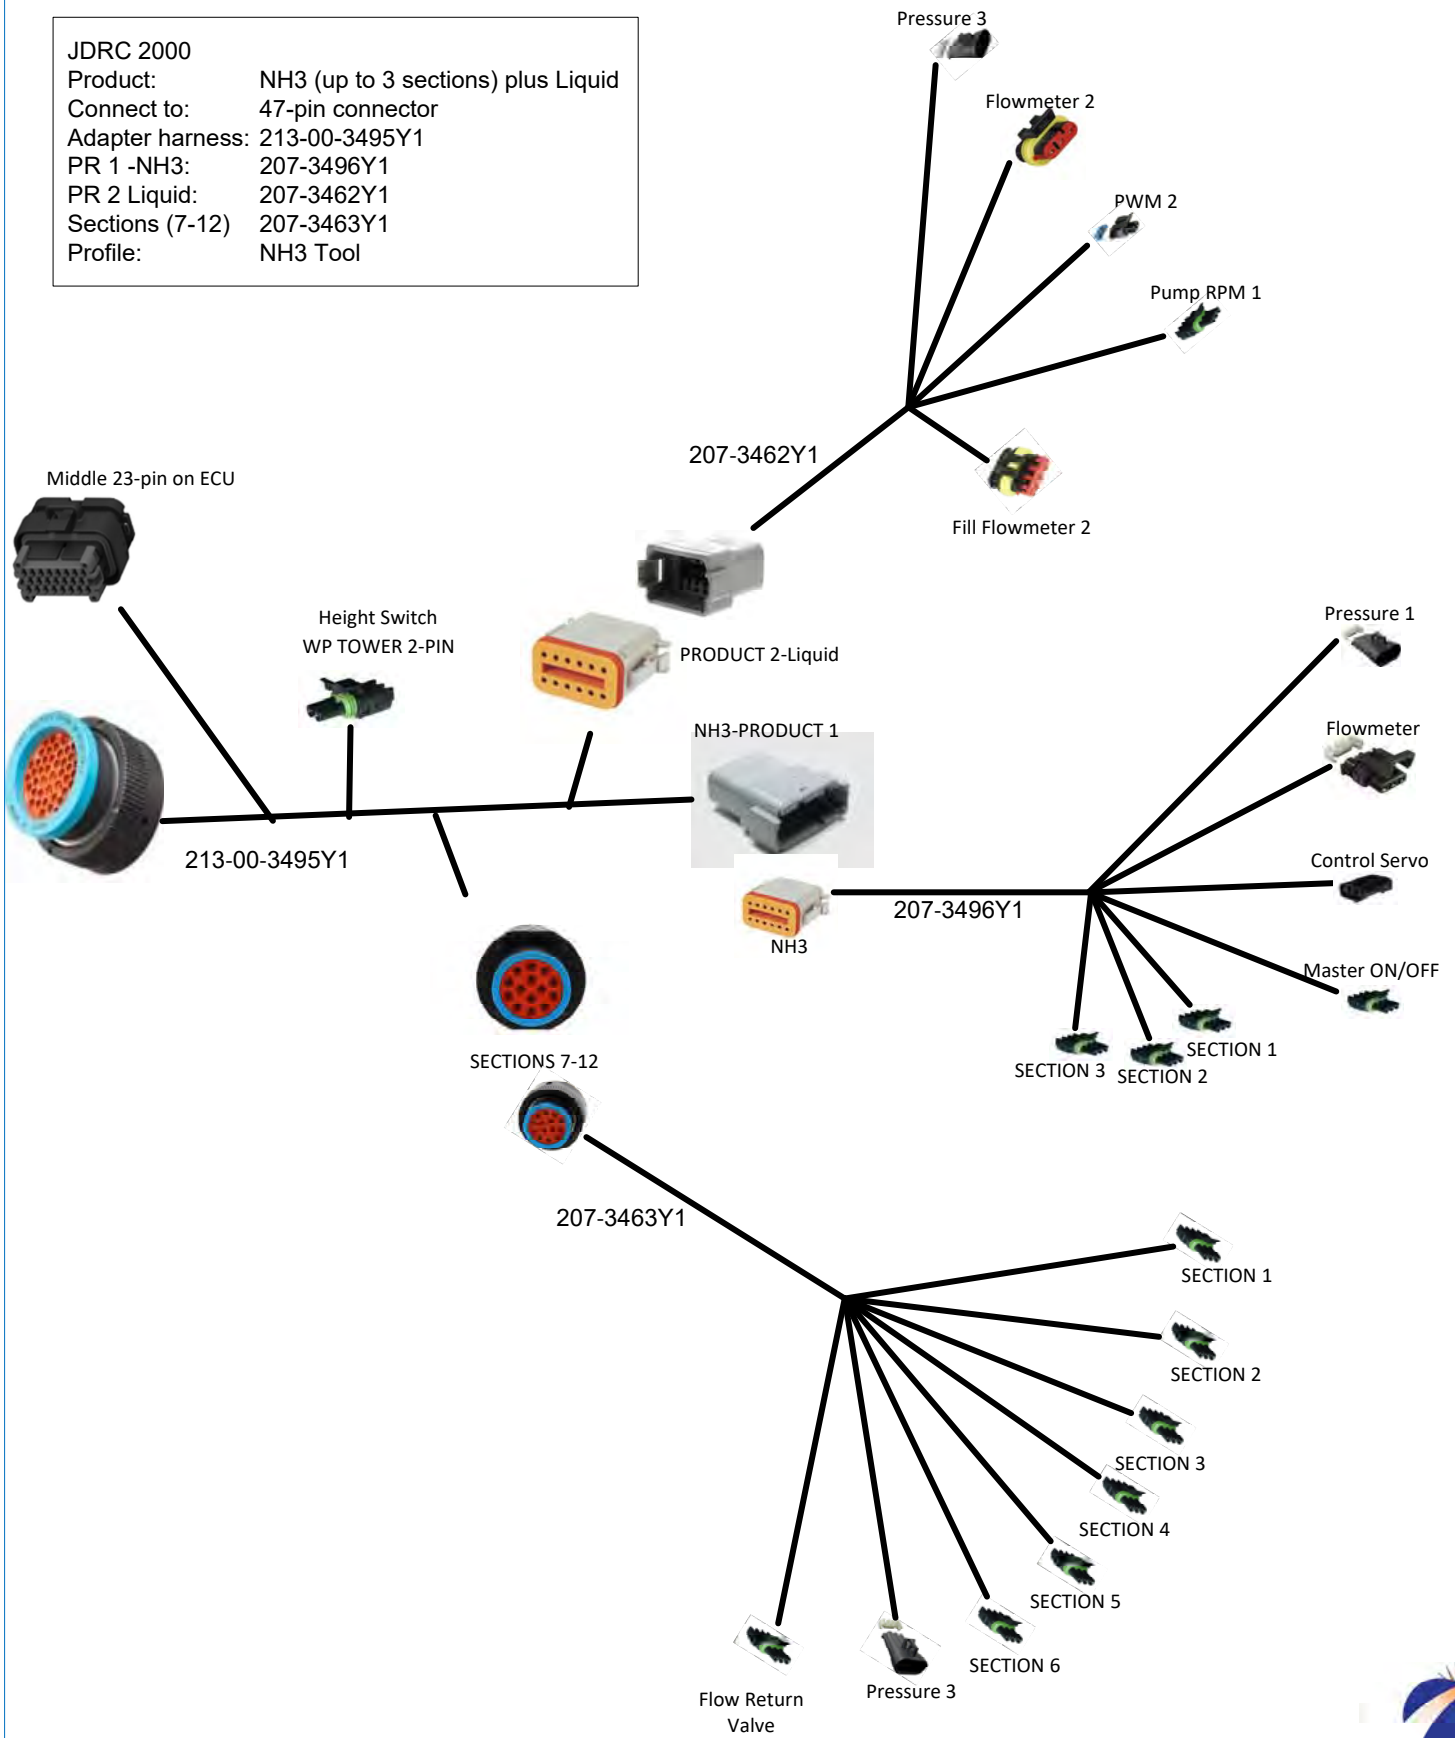 JDRC 2000
Product: NH3 (up to 3 sections) plus Liquid
Connect to: 47-pin connector
Adapter harness: 213-00-3495Y1
PR 1 -NH3: 207-3496Y1
PR 2 Liquid: 207-3462Y1
Sections (7-12) 207-3463Y1
Profile: NH3 Tool
Pressure 3
Flowmeter 2
PWM 2
Pump RPM 1
207-3462Y1
Fill Flowmeter 2
Middle 23-pin on ECU
Height Switch
WP TOWER 2-PIN
PRODUCT 2-Liquid
NH3-PRODUCT 1
213-00-3495Y1
Pressure 1
Flowmeter
Control Servo
207-3496Y1
NH3
Master ON/OFF
SECTION 1
SECTION 2
SECTION 3
SECTIONS 7-12
207-3463Y1
SECTION 1
SECTION 2
SECTION 3
SECTION 4
SECTION 5
SECTION 6
Pressure 3
Flow Return
Valve